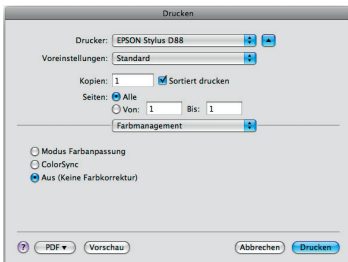 Drucken
Drucker: EPSON Stylus D88
Voreinstellungen: Standard
Kopien: 1 Sortiert drucken
Seiten: Alle
Von: 1 Bis: 1
Farbmanagement
Modus Farbanpassung
ColorSync
Aus (Keine Farbkorrektur)
? PDF ▾ Vorschau Abbrechen Drucken